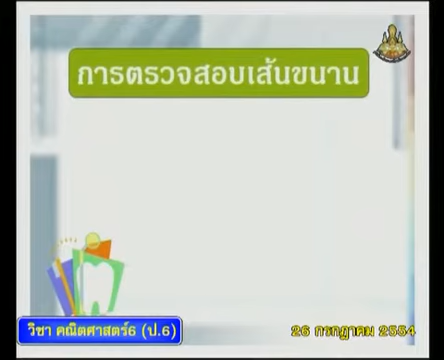 การตรวจสอบเส้นขนาน
วิชา คณิตศาสตร์6 (ป.6)
26 กรกฎาคม 2554